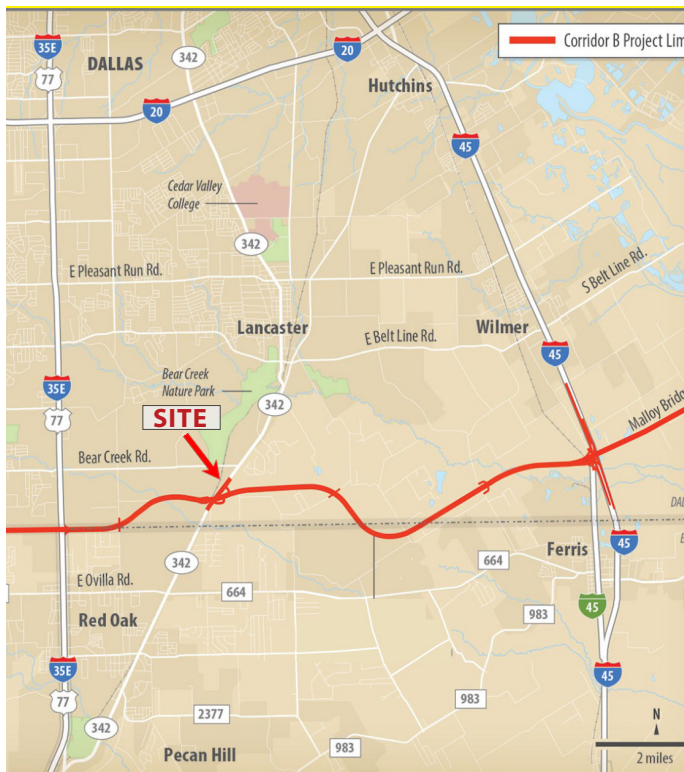 Corridor B Project Lim
35E
77
DALLAS
342
20
Hutchins
20
45
Cedar Valley
College
342
E Pleasant Run Rd.
E Pleasant Run Rd.
S Belt Line Rd.
Lancaster
Wilmer
E Belt Line Rd.
45
Bear Creek
Nature Park
35E
77
342
SITE
Malloy Bridg
Bear Creek Rd.
DAL
E
45
Ferris
342
664
E Ovilla Rd.
664
Red Oak
45
983
35E
77
45
983
2377
342
983
Pecan Hill
N
2 miles